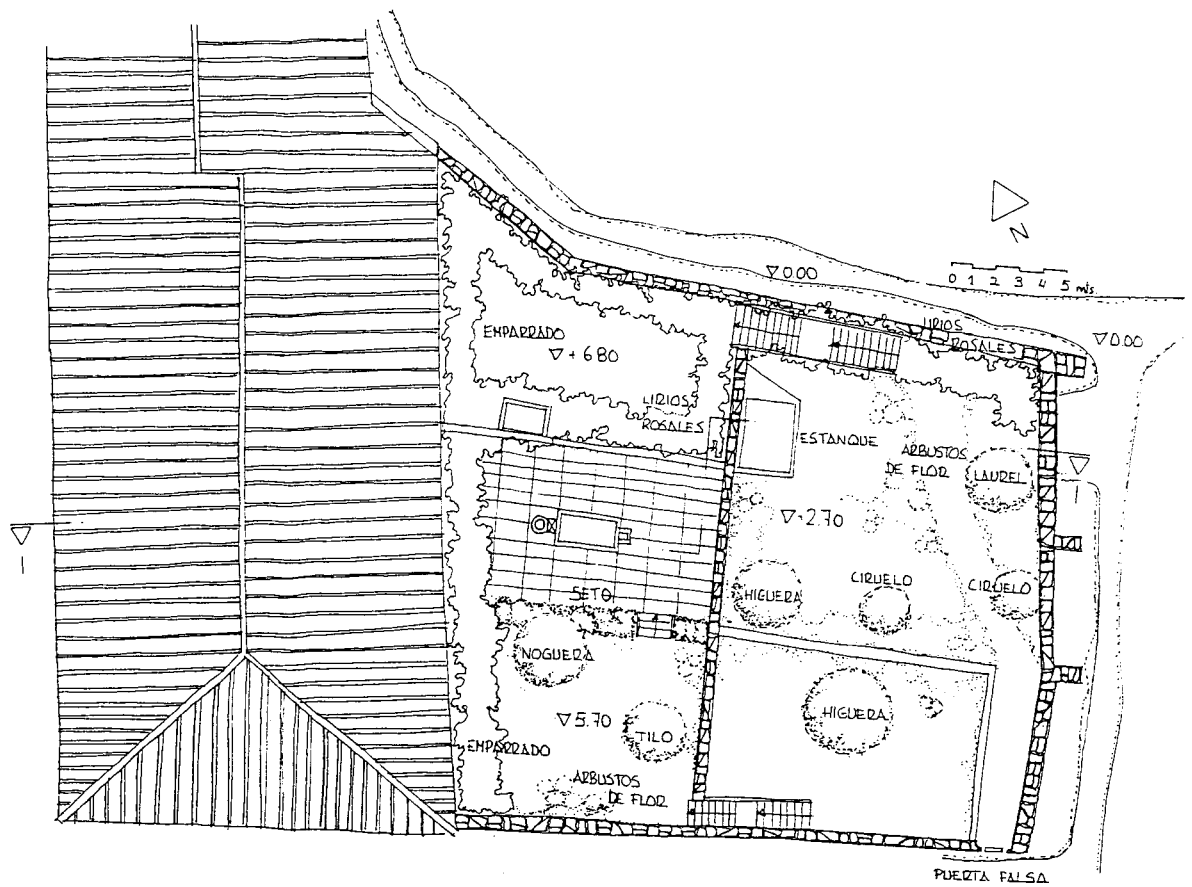 N
0 1 2 3 4 5 mts.
▽0.00
▽0.00
LIRIOS
ROSALES
EMPARRADO
▽ + 6.80
LIRIOS
ROSALES
ESTANQUE
ARBUSTOS
DE FLOR
LAUREL
▽-2.70
I
I
SETO
HIGUERA
CIRUELO
CIRUELO
NOGUERA
▽5.70
TILO
HIGUERA
EMPARRADO
ARBUSTOS
DE FLOR
PUERTA FALSA